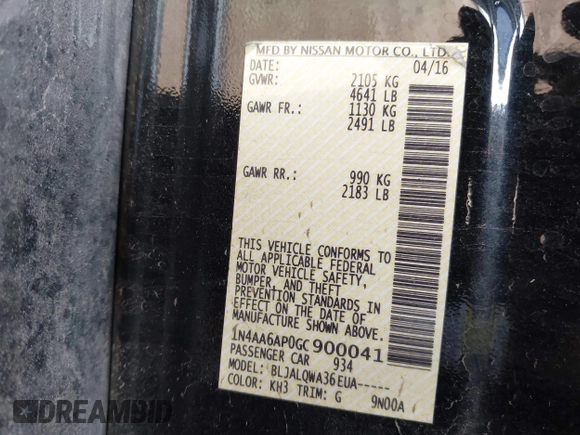 MFD BY NISSAN MOTOR CO., LTD.
DATE: 04/16
GVWR: 2105 KG
4641 LB
GAWR FR.: 1130 KG
2491 LB
GAWR RR.: 990 KG
2183 LB
THIS VEHICLE CONFORMS TO
ALL APPLICABLE FEDERAL
MOTOR VEHICLE SAFETY,
BUMPER, AND THEFT
PREVENTION STANDARDS IN
EFFECT ON THE DATE OF
MANUFACTURE SHOWN ABOVE.
1N4AA6AP0GC900041
PASSENGER CAR 934
MODEL: BLJALQWA36EUA-----
COLOR: KH3 TRIM: G 9N00A
DREAMBID